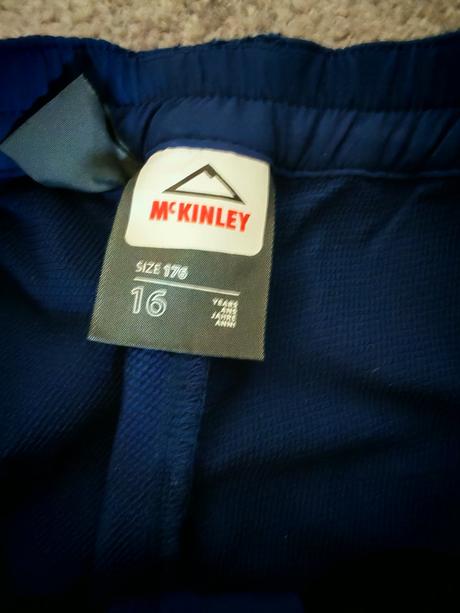 McKINLEY
SIZE 176
16
YEARS
ANS
JAHRE
ANNI